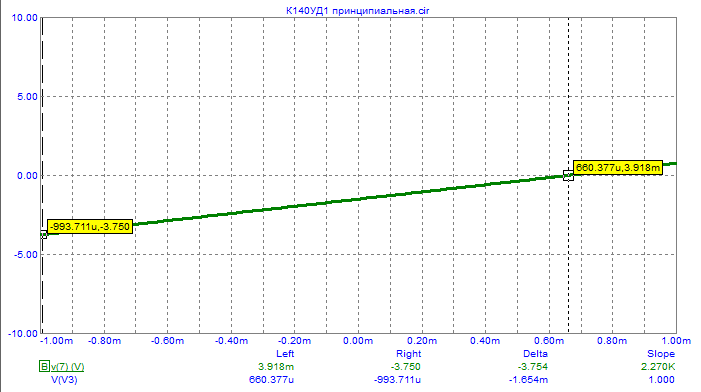 К140УД1 принципиальная.cir
10.00
5.00
0.00
-5.00
-10.00
660.377u,3.918m
-993.711u,-3.750
-1.00m -0.80m -0.60m -0.40m -0.20m 0.00m 0.20m 0.40m 0.60m 0.80m 1.00m
Left Right Delta Slope
B v(7) (V) 3.918m -3.750 -3.754 2.270K
V(V3) 660.377u -993.711u -1.654m 1.000